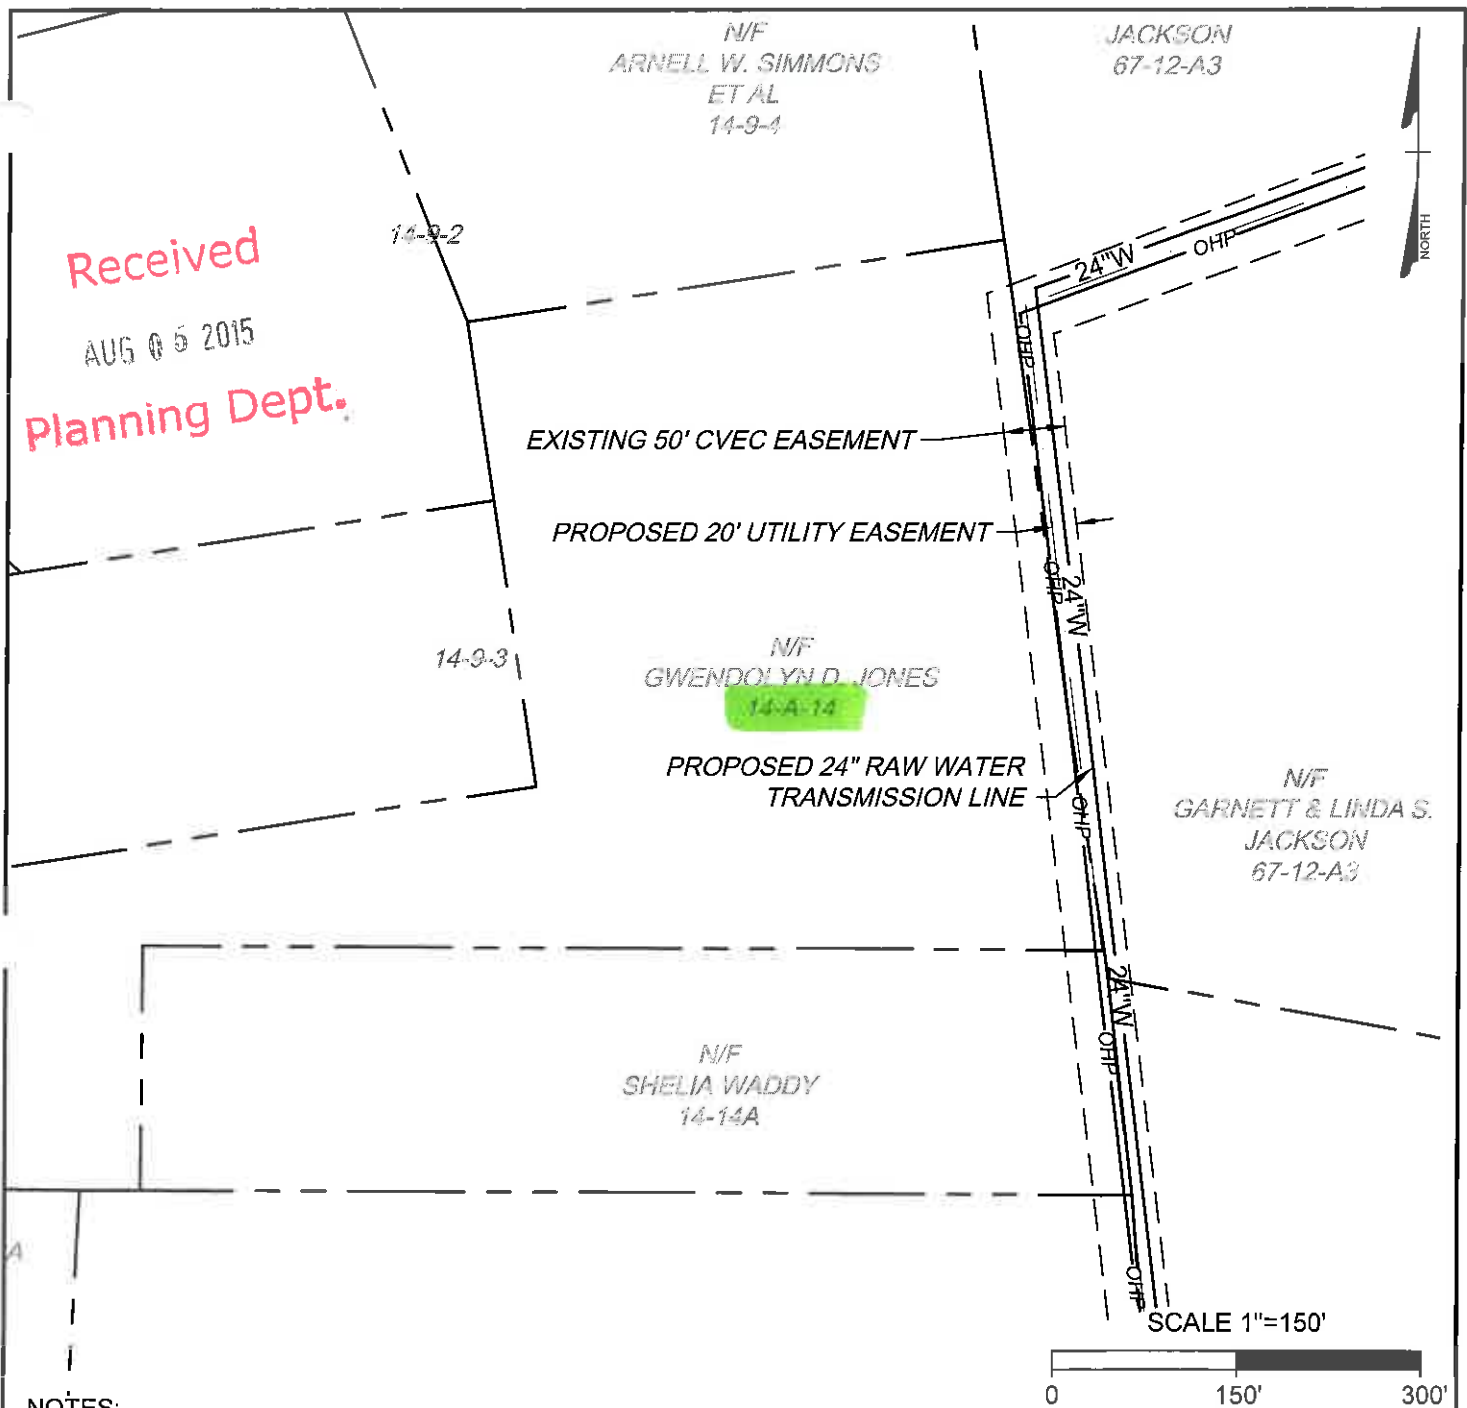 N/F
ARNELL W. SIMMONS
ET AL
14-9-4
JACKSON
67-12-A3
NORTH
14-9-2
Received
AUG 05 2015
Planning Dept.
24"W
OHP
OHP
EXISTING 50' CVEC EASEMENT
PROPOSED 20' UTILITY EASEMENT
OHP
24"W
14-9-3
N/F
GWENDOLYN D. JONES
14-A-14
PROPOSED 24" RAW WATER
TRANSMISSION LINE
OHP
N/F
GARNETT & LINDA S.
JACKSON
67-12-A3
24"W
OHP
N/F
SHELIA WADDY
14-14A
A
OHP
SCALE 1"=150'
0 150' 300'
NOTES: